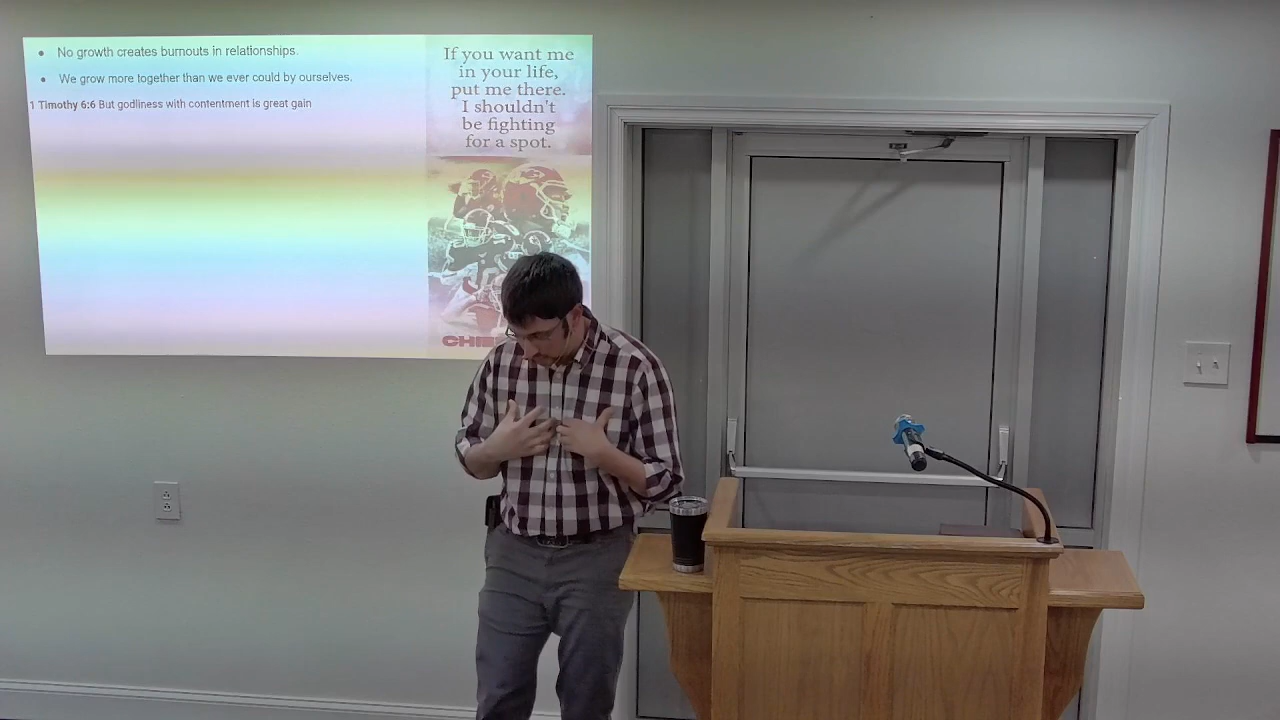 No growth creates burnouts in relationships.
We grow more together than we ever could by ourselves.
1 Timothy 6:6 But godliness with contentment is great gain
If you want me
in your life,
put me there.
I shouldn't
be fighting
for a spot.